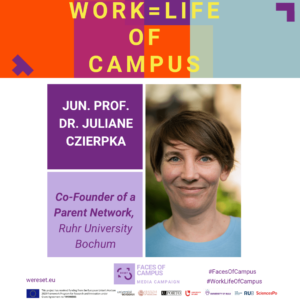 WORK=LIFE
OF
CAMPUS
JUN. PROF.
DR. JULIANE
CZIERPKA
Co-Founder of a
Parent Network,
Ruhr University
Bochum
FACES OF
CAMPUS
MEDIA CAMPAIGN
wereset.eu
#FacesOfCampus
#WorkLifeOfCampus